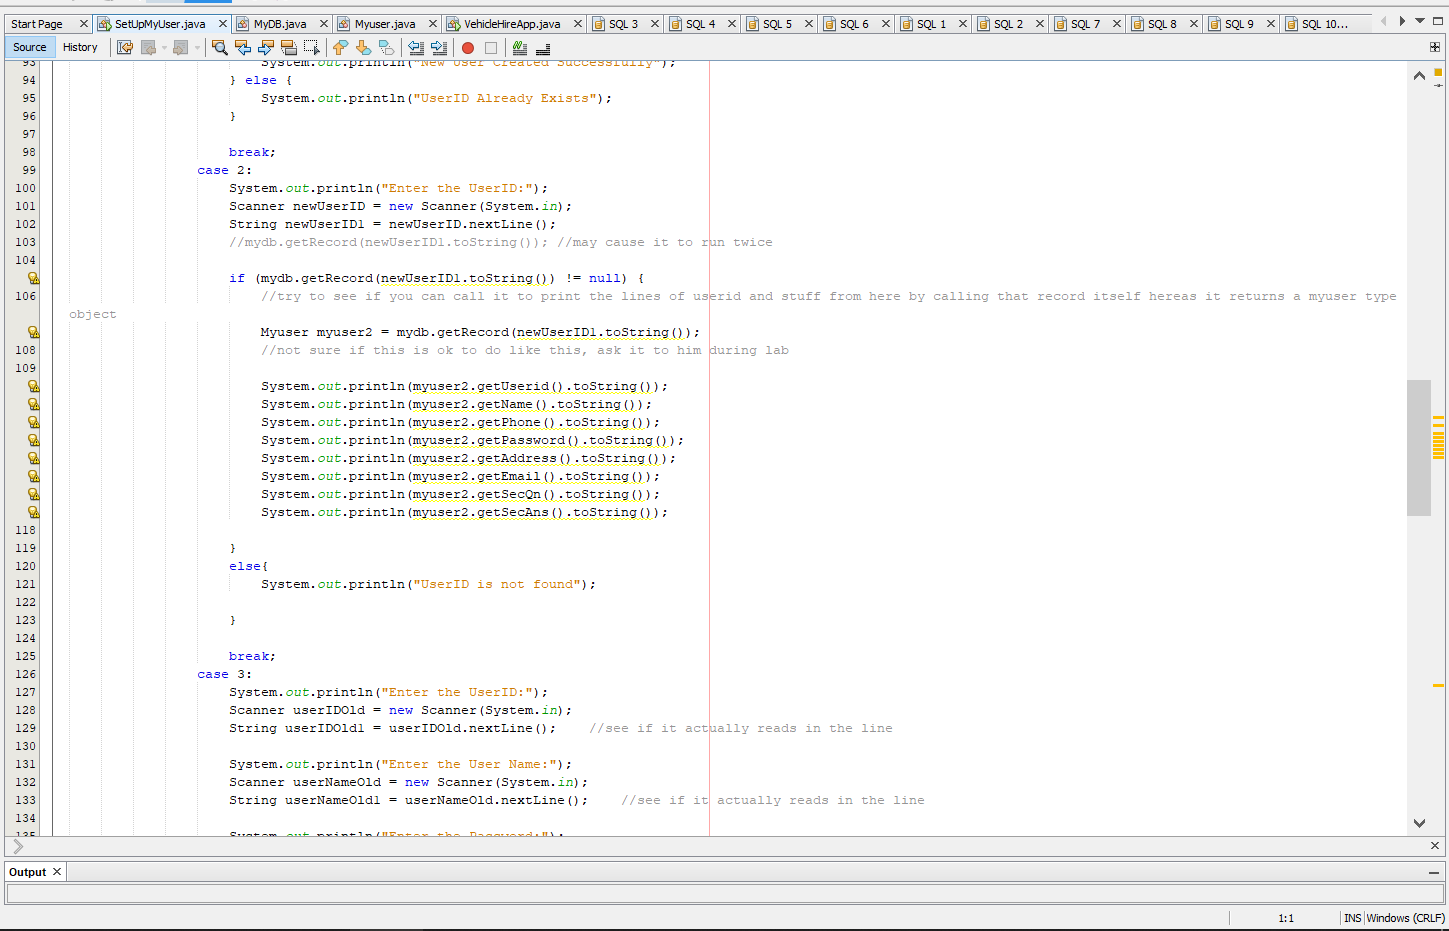 Start Page SetUpMyUser.java MyDB.java Myuser.java VehicleHireApp.java SQL 3 SQL 4 SQL 5 SQL 6 SQL 1 SQL 2 SQL 7 SQL 8 SQL 9 SQL 10...
Source History
93 System.out.println("New User Created Successfully");
94 } else {
95 System.out.println("UserID Already Exists");
96 }
97
98 break;
99 case 2:
100 System.out.println("Enter the UserID:");
101 Scanner newUserID = new Scanner(System.in);
102 String newUserID1 = newUserID.nextLine();
103 //mydb.getRecord(newUserID1.toString()); //may cause it to run twice
104
if (mydb.getRecord(newUserID1.toString()) != null) {
106 //try to see if you can call it to print the lines of userid and stuff from here by calling that record itself hereas it returns a myuser type
object
Myuser myuser2 = mydb.getRecord(newUserID1.toString());
108 //not sure if this is ok to do like this, ask it to him during lab
109
System.out.println(myuser2.getUserid().toString());
System.out.println(myuser2.getName().toString());
System.out.println(myuser2.getPhone().toString());
System.out.println(myuser2.getPassword().toString());
System.out.println(myuser2.getAddress().toString());
System.out.println(myuser2.getEmail().toString());
System.out.println(myuser2.getSecQn().toString());
System.out.println(myuser2.getSecAns().toString());
118
119 }
120 else{
121 System.out.println("UserID is not found");
122
123 }
124
125 break;
126 case 3:
127 System.out.println("Enter the UserID:");
128 Scanner userIDOld = new Scanner(System.in);
129 String userIDOld1 = userIDOld.nextLine(); //see if it actually reads in the line
130
131 System.out.println("Enter the User Name:");
132 Scanner userNameOld = new Scanner(System.in);
133 String userNameOld1 = userNameOld.nextLine(); //see if it actually reads in the line
134
135 System.out.println("Enter the Password:");
Output
1:1 INS Windows (CRLF)